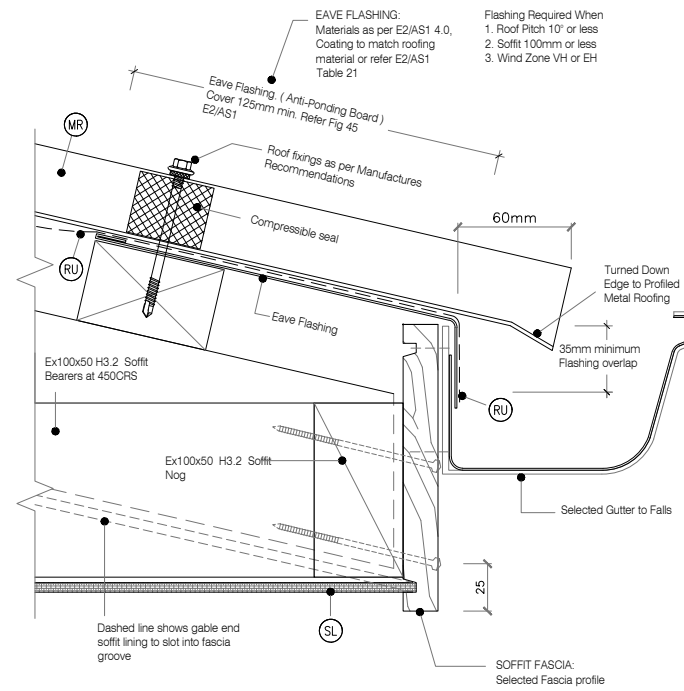 EAVE FLASHING:
Materials as per E2/AS1 4.0,
Coating to match roofing
material or refer E2/AS1
Table 21
Flashing Required When
1. Roof Pitch 10° or less
2. Soffit 100mm or less
3. Wind Zone VH or EH
Eave Flashing. ( Anti-Ponding Board )
Cover 125mm min. Refer Fig 45
E2/AS1
MR
Roof fixings as per Manufactures
Recommendations
Compressible seal
60mm
RU
Turned Down
Edge to Profiled
Metal Roofing
Eave Flashing
35mm minimum
Flashing overlap
Ex100x50 H3.2 Soffit
Bearers at 450CRS
RU
Ex100x50 H3.2 Soffit
Nog
Selected Gutter to Falls
25
SL
Dashed line shows gable end
soffit lining to slot into fascia
groove
SOFFIT FASCIA:
Selected Fascia profile